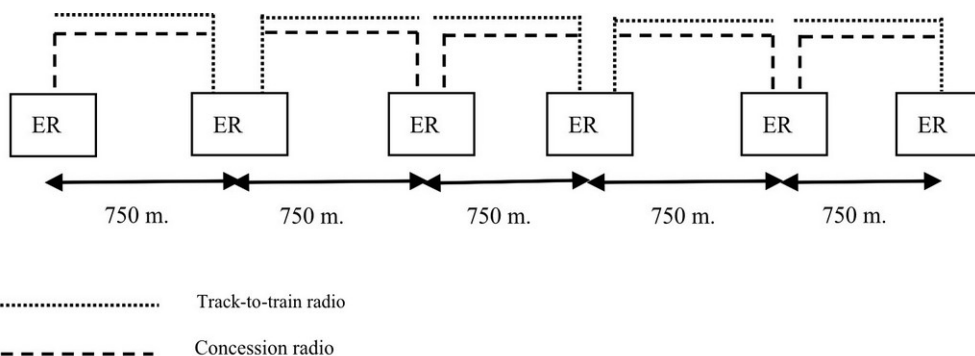 ER ER ER ER ER ER
750 m. 750 m. 750 m. 750 m. 750 m.
Track-to-train radio
Concession radio